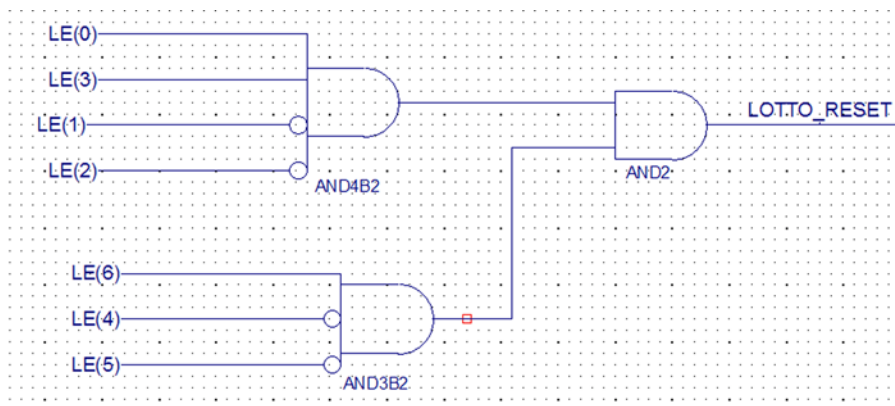 LE(0)
LE(3)
LE(1)
LE(2)
AND4B2
LOTTO_RESET
AND2
LE(6)
LE(4)
LE(5)
AND3B2